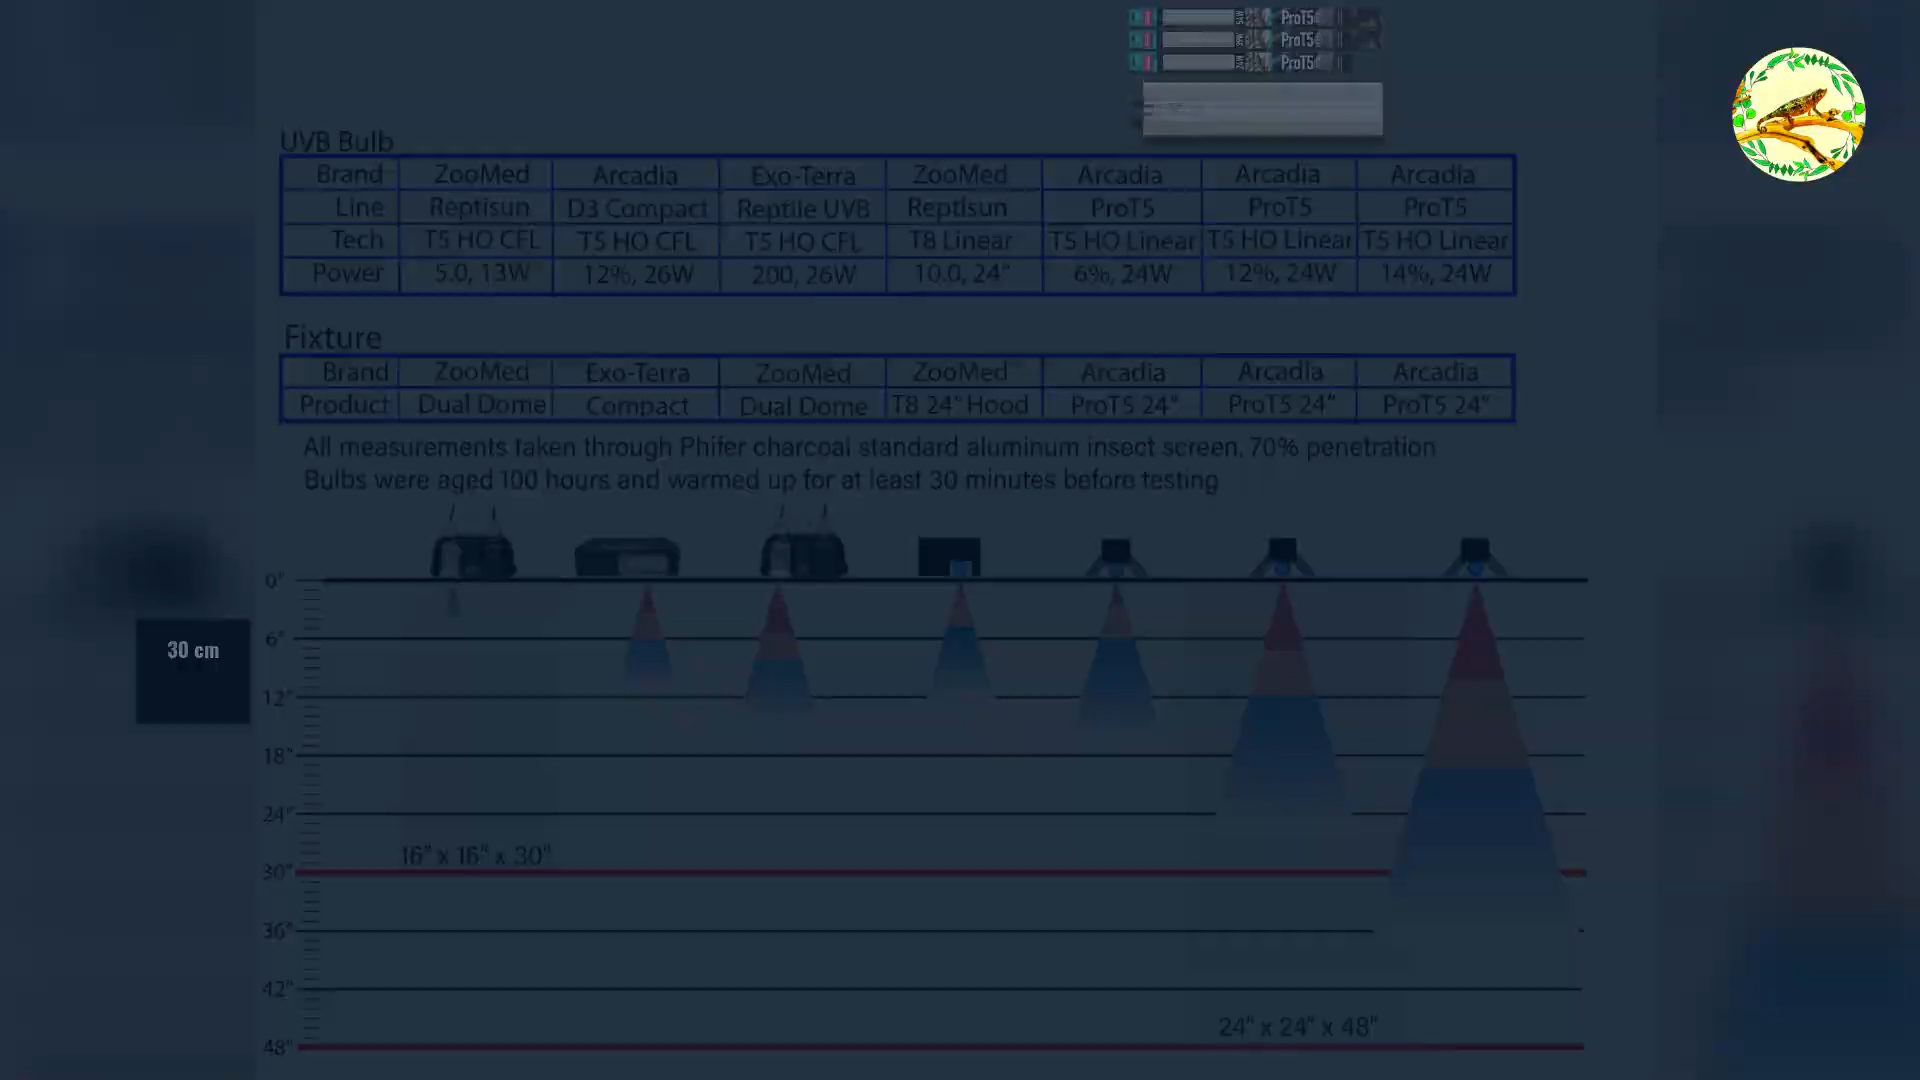 ProT5
ProT5
ProT5
UVB Bulb
Brand ZooMed Arcadia Exo-Terra ZooMed Arcadia Arcadia Arcadia
Line Reptisun D3 Compact Reptile UVB Reptisun ProT5 ProT5 ProT5
Tech T5 HO CFL T5 HO CFL T5 HO CFL T8 Linear T5 HO Linear T5 HO Linear T5 HO Linear
Power 5.0, 13W 12%, 26W 200, 26W 10.0, 24" 6%, 24W 12%, 24W 14%, 24W
Fixture
Brand ZooMed Exo-Terra ZooMed ZooMed Arcadia Arcadia Arcadia
Product Dual Dome Compact Dual Dome T8 24" Hood ProT5 24" ProT5 24" ProT5 24"
All measurements taken through Phifer charcoal standard aluminum insect screen, 70% penetration
Bulbs were aged 100 hours and warmed up for at least 30 minutes before testing
0"
6"
30 cm
12"
18"
24"
16" x 16" x 30"
30"
36"
42"
24" x 24" x 48"
48"